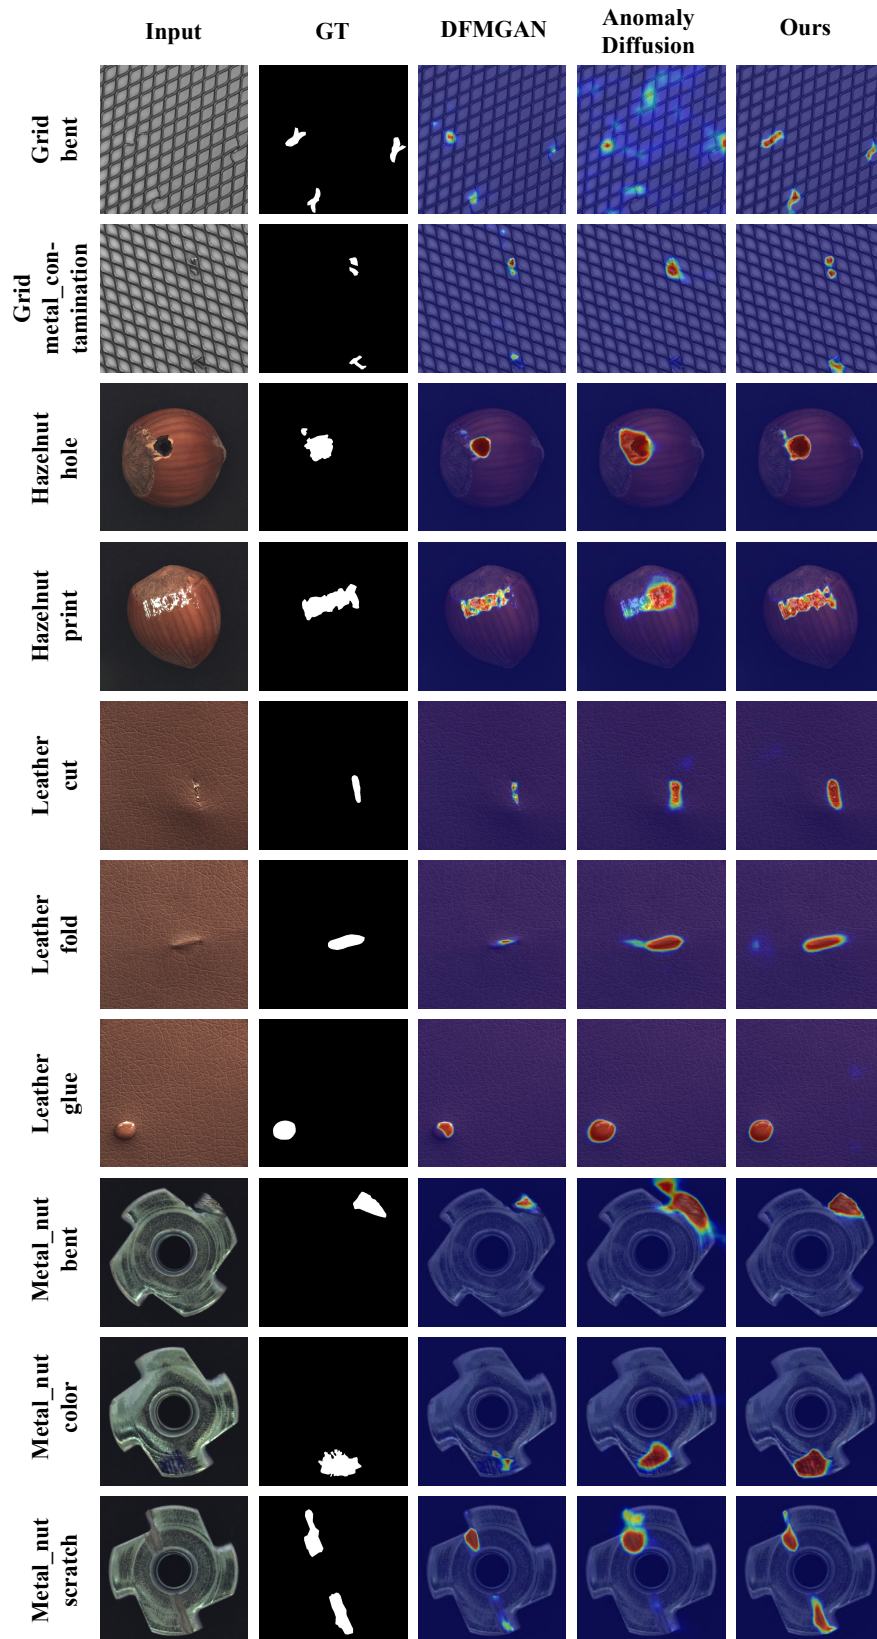 Input
GT
DFMGAN
Anomaly
Diffusion
Ours
Grid
bent
Grid
metal_con-
tamination
Hazelnut
hole
Hazelnut
print
Leather
cut
Leather
fold
Leather
glue
Metal_nut
bent
Metal_nut
color
Metal_nut
scratch